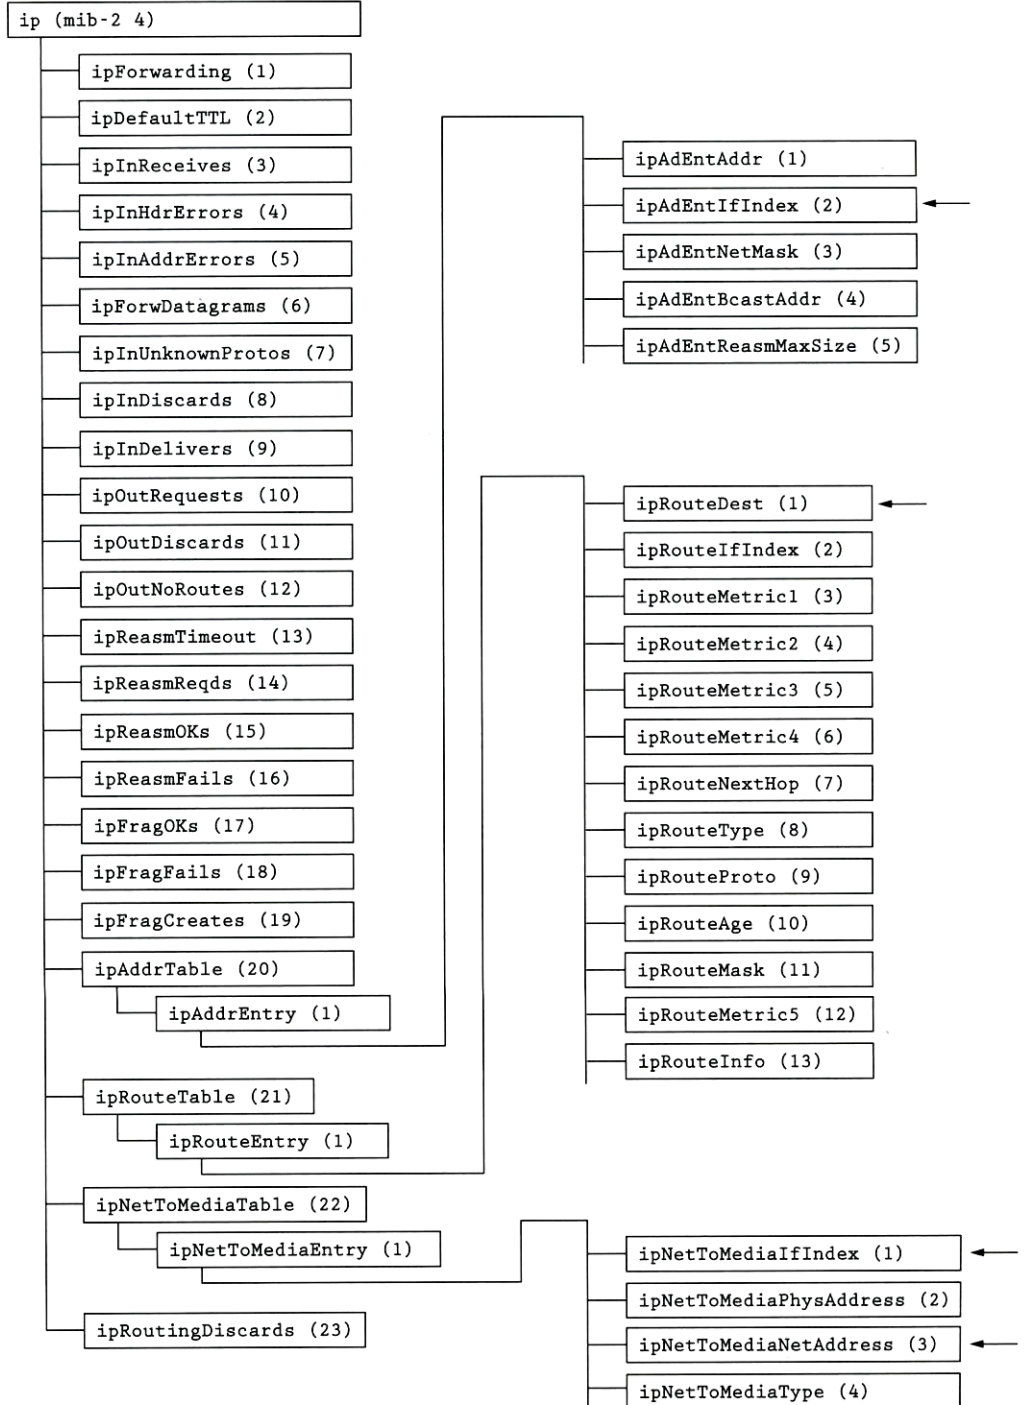 ip (mib-2 4)
ipForwarding (1)
ipDefaultTTL (2)
ipInReceives (3)
ipInHdrErrors (4)
ipInAddrErrors (5)
ipForwDatagrams (6)
ipInUnknownProtos (7)
ipInDiscards (8)
ipInDelivers (9)
ipOutRequests (10)
ipOutDiscards (11)
ipOutNoRoutes (12)
ipReasmTimeout (13)
ipReasmReqds (14)
ipReasmOKs (15)
ipReasmFails (16)
ipFragOKs (17)
ipFragFails (18)
ipFragCreates (19)
ipAddrTable (20)
ipAddrEntry (1)
ipRouteTable (21)
ipRouteEntry (1)
ipNetToMediaTable (22)
ipNetToMediaEntry (1)
ipRoutingDiscards (23)
ipAdEntAddr (1)
ipAdEntIfIndex (2)
ipAdEntNetMask (3)
ipAdEntBcastAddr (4)
ipAdEntReasmMaxSize (5)
ipRouteDest (1)
ipRouteIfIndex (2)
ipRouteMetric1 (3)
ipRouteMetric2 (4)
ipRouteMetric3 (5)
ipRouteMetric4 (6)
ipRouteNextHop (7)
ipRouteType (8)
ipRouteProto (9)
ipRouteAge (10)
ipRouteMask (11)
ipRouteMetric5 (12)
ipRouteInfo (13)
ipNetToMediaIfIndex (1)
ipNetToMediaPhysAddress (2)
ipNetToMediaNetAddress (3)
ipNetToMediaType (4)